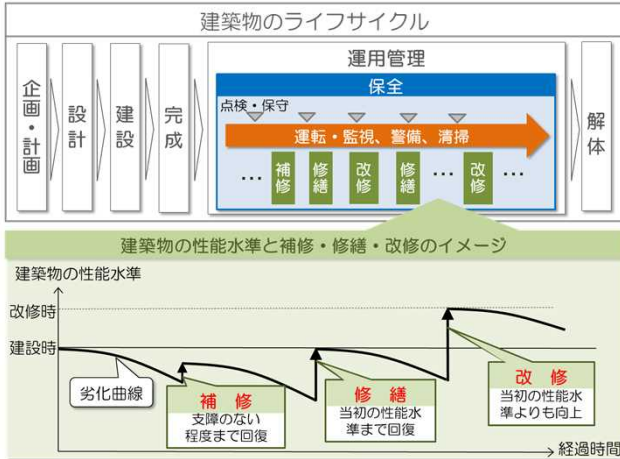 建築物のライフサイクル
企画・計画
設計
建設
完成
運用管理
保全
点検・保守
運転・監視、警備、清掃
… 補修 修繕 改修 修繕 … 改修 …
解体
建築物の性能水準と補修・修繕・改修のイメージ
建築物の性能水準
改修時
建設時
劣化曲線
補 修
支障のない
程度まで回復
修 繕
当初の性能水
準まで回復
改 修
当初の性能水
準よりも向上
経過時間